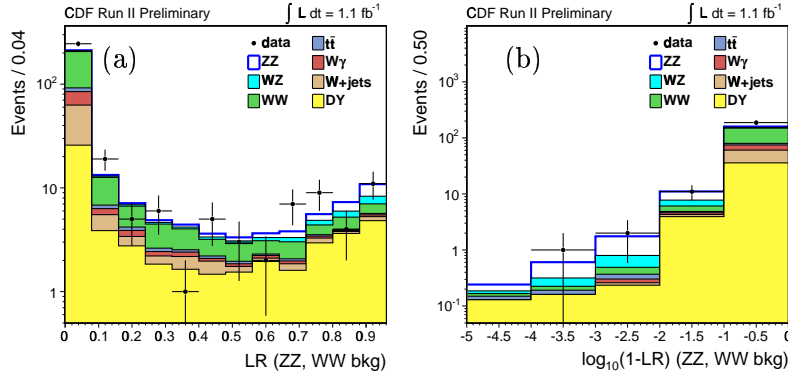 CDF Run II Preliminary
∫ L dt = 1.1 fb⁻¹
(a)
data
ZZ
WZ
WW
tt̄
Wγ
W+jets
DY
Events / 0.04
10²
10
1
0 0.1 0.2 0.3 0.4 0.5 0.6 0.7 0.8 0.9
LR (ZZ, WW bkg)
CDF Run II Preliminary
∫ L dt = 1.1 fb⁻¹
(b)
data
ZZ
WZ
WW
tt̄
Wγ
W+jets
DY
Events / 0.50
10³
10²
10
1
10⁻¹
-5 -4.5 -4 -3.5 -3 -2.5 -2 -1.5 -1 -0.5 0
log₁₀(1-LR) (ZZ, WW bkg)